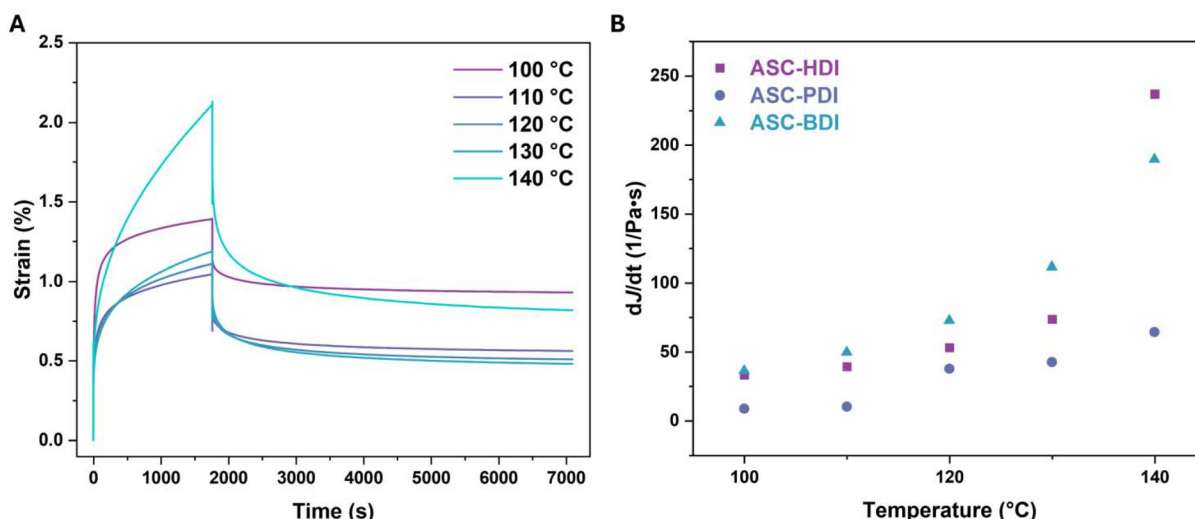 A
2.5
2.0
1.5
1.0
0.5
0.0
Strain (%)
100 °C
110 °C
120 °C
130 °C
140 °C
0 1000 2000 3000 4000 5000 6000 7000
Time (s)
B
250
200
150
100
50
0
dJ/dt (1/Pa•s)
ASC-HDI
ASC-PDI
ASC-BDI
100 120 140
Temperature (°C)